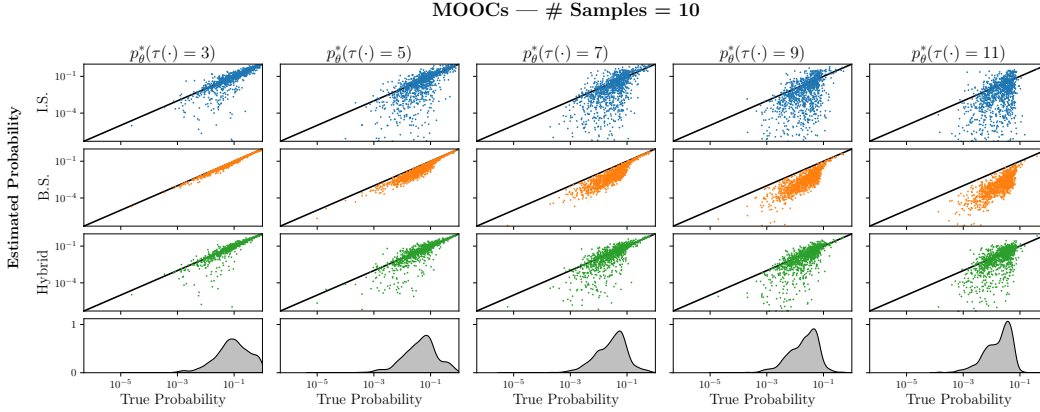 MOOCs — # Samples = 10
p*θ(τ(·) = 3) p*θ(τ(·) = 5) p*θ(τ(·) = 7) p*θ(τ(·) = 9) p*θ(τ(·) = 11)
Estimated Probability
I.S.
10⁻¹
10⁻⁴
B.S.
10⁻¹
10⁻⁴
Hybrid
10⁻¹
10⁻⁴
1
0
10⁻⁵ 10⁻³ 10⁻¹ 10⁻⁵ 10⁻³ 10⁻¹ 10⁻⁵ 10⁻³ 10⁻¹ 10⁻⁵ 10⁻³ 10⁻¹ 10⁻⁵ 10⁻³ 10⁻¹
True Probability True Probability True Probability True Probability True Probability